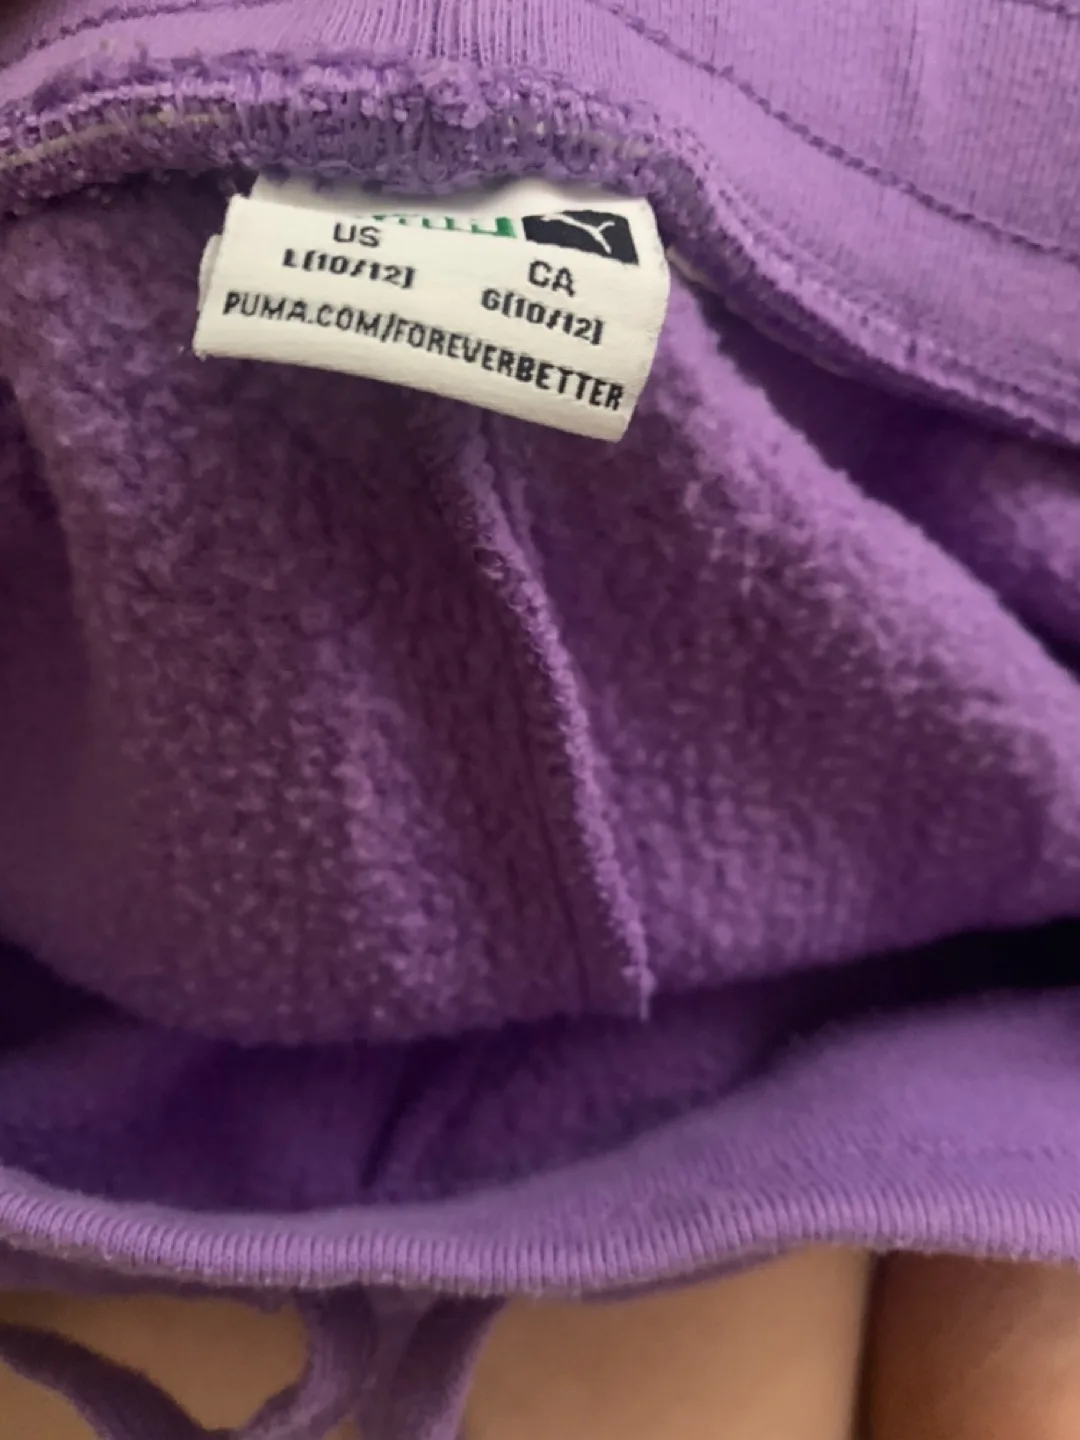 US
L(10/12)
CA
G(10/12)
PUMA.COM/FOREVERBETTER